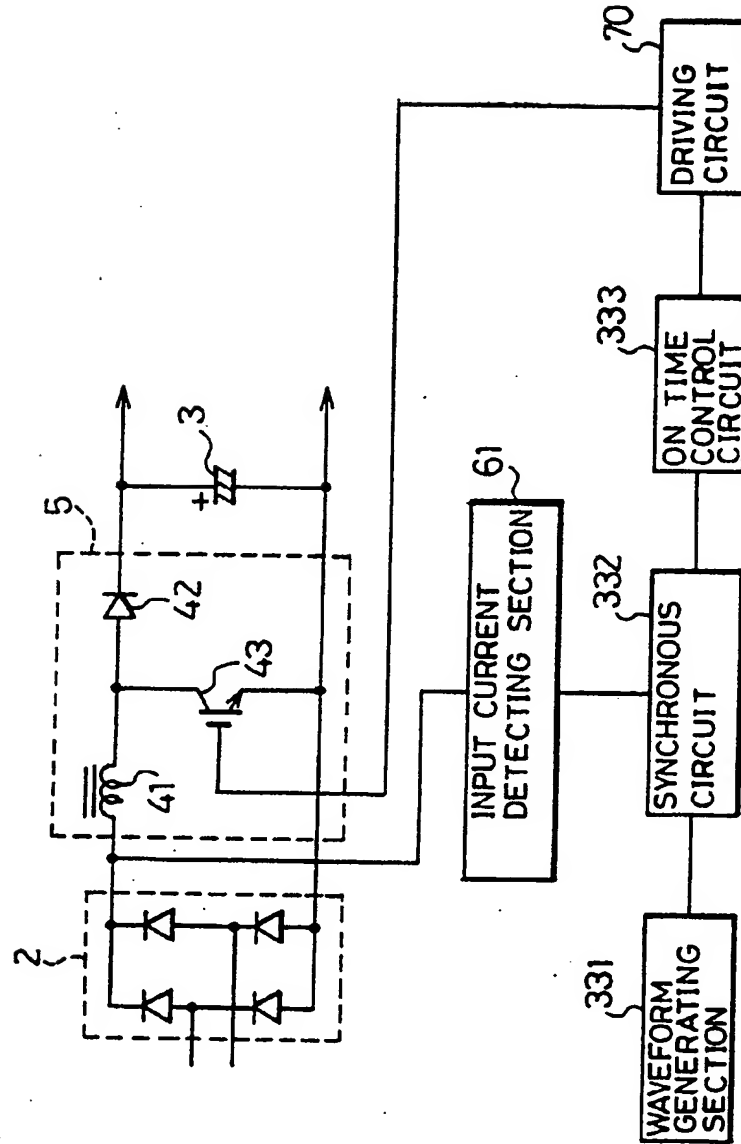 2
5
41
42
43
3
+
INPUT CURRENT
DETECTING SECTION
61
WAVEFORM
GENERATING
SECTION
331
SYNCHRONOUS
CIRCUIT
332
ON TIME
CONTROL
CIRCUIT
333
DRIVING
CIRCUIT
70